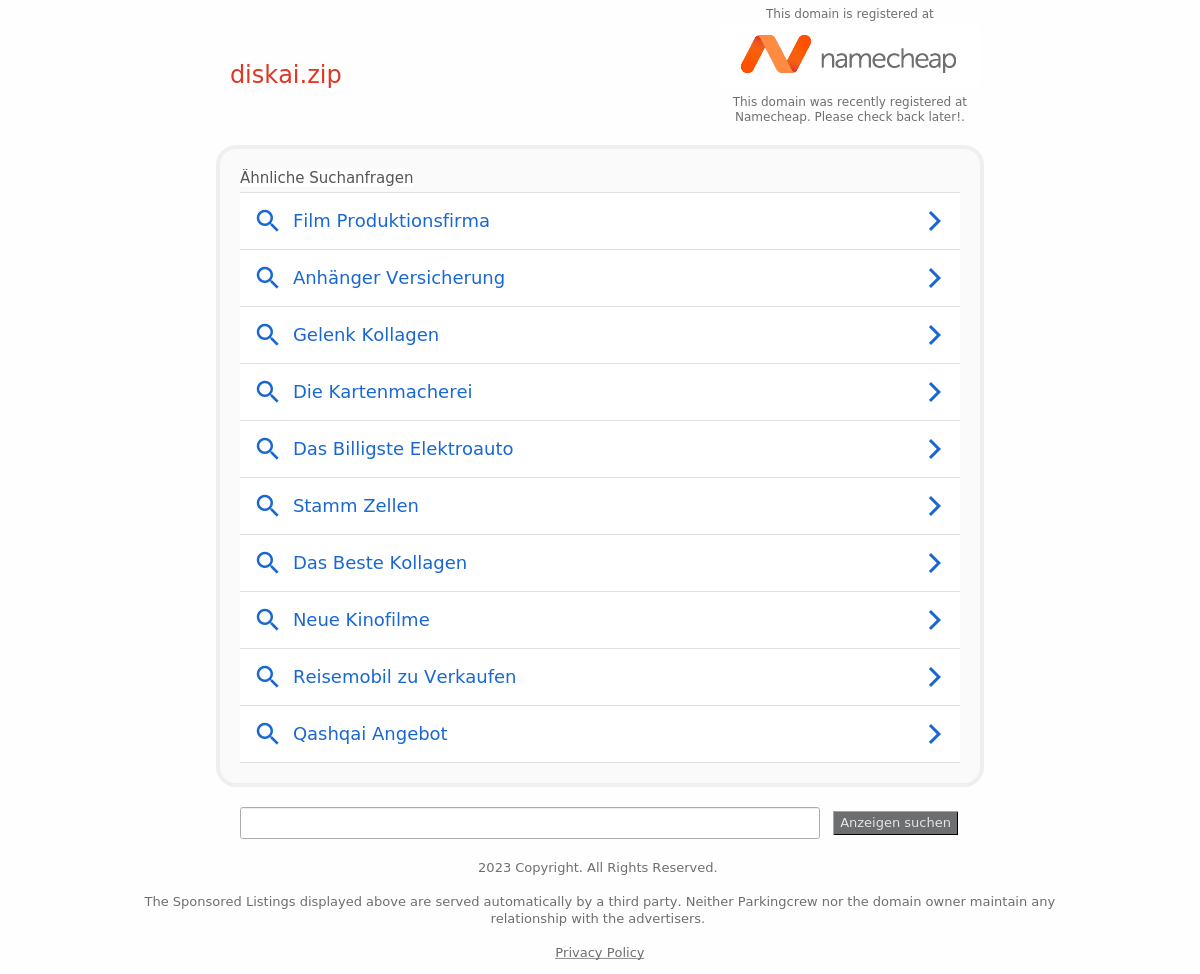 This domain is registered at
namecheap
diskai.zip
This domain was recently registered at
Namecheap. Please check back later!.
Ähnliche Suchanfragen
Film Produktionsfirma
Anhänger Versicherung
Gelenk Kollagen
Die Kartenmacherei
Das Billigste Elektroauto
Stamm Zellen
Das Beste Kollagen
Neue Kinofilme
Reisemobil zu Verkaufen
Qashqai Angebot
Anzeigen suchen
2023 Copyright. All Rights Reserved.
The Sponsored Listings displayed above are served automatically by a third party. Neither Parkingcrew nor the domain owner maintain any
relationship with the advertisers.
Privacy Policy